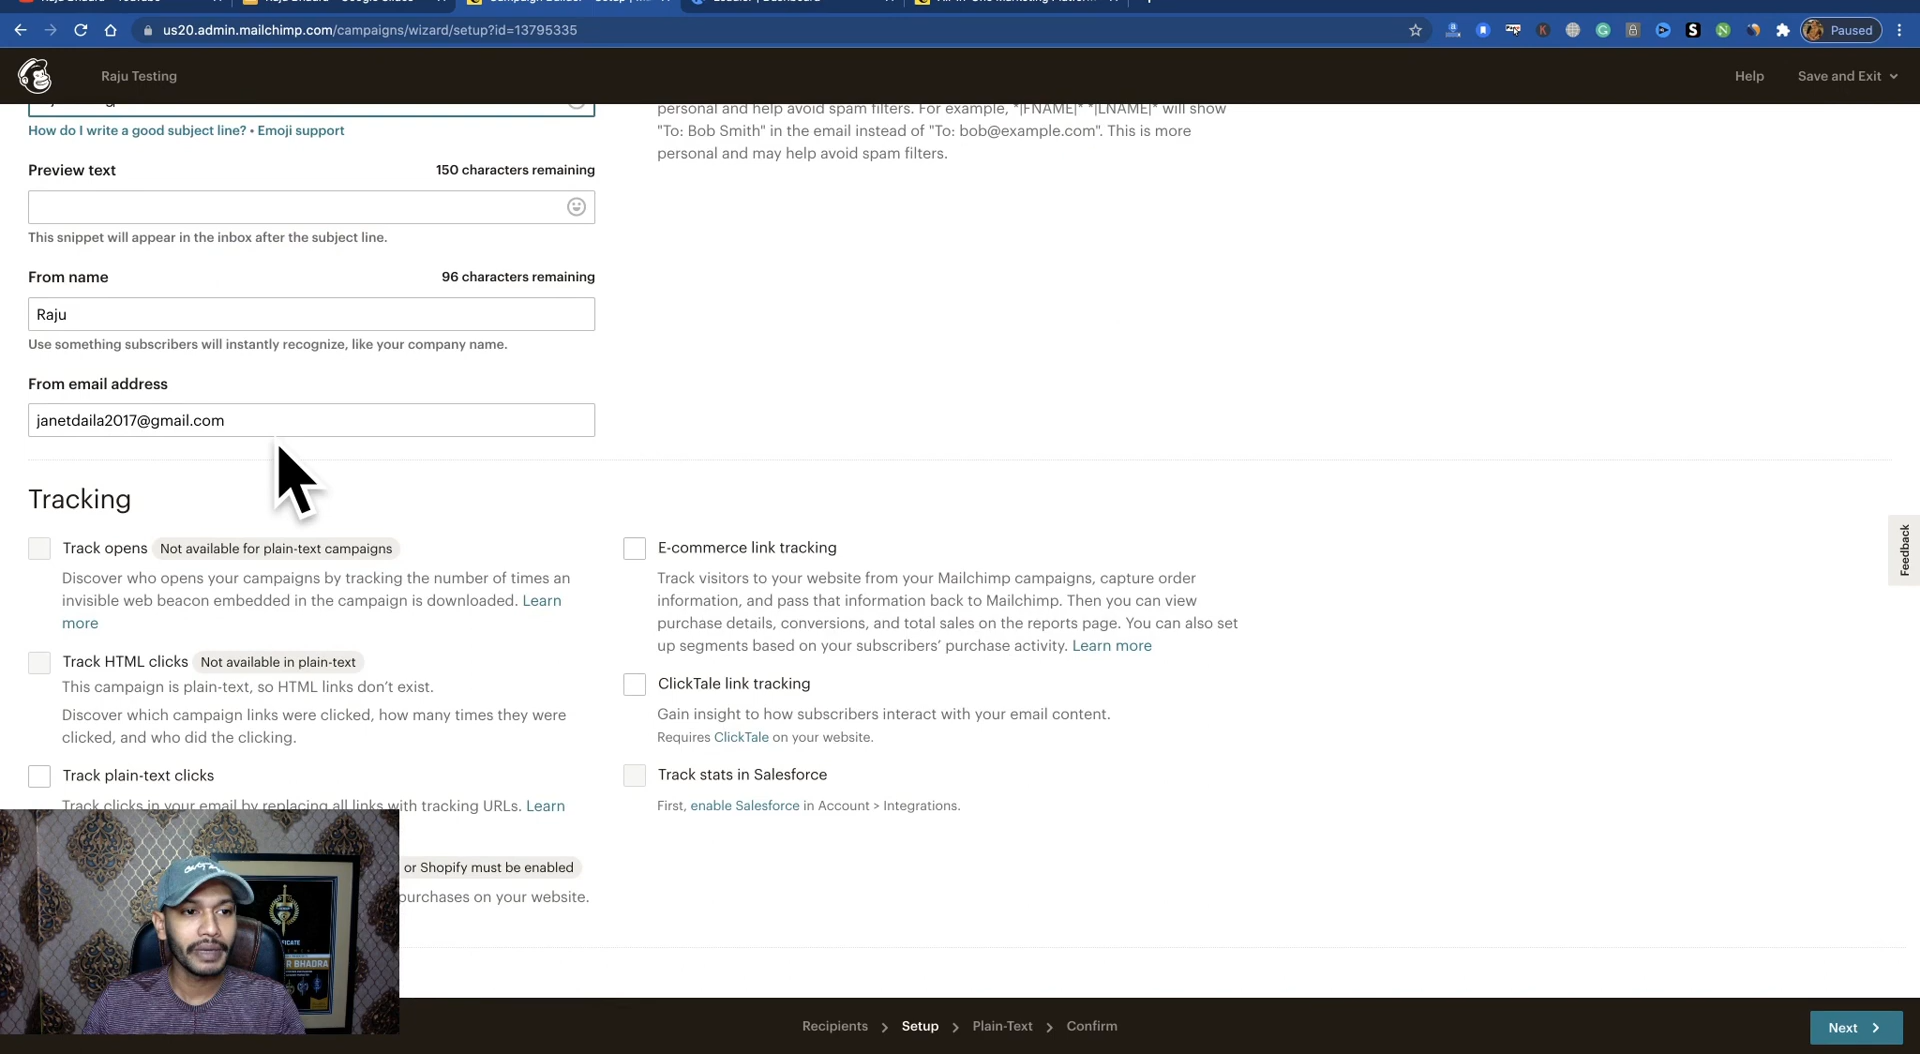 us20.admin.mailchimp.com/campaigns/wizard/setup?id=13795335
Paused
Raju Testing
Help
Save and Exit
How do I write a good subject line? • Emoji support
Preview text
150 characters remaining
This snippet will appear in the inbox after the subject line.
From name
96 characters remaining
Raju
Use something subscribers will instantly recognize, like your company name.
From email address
janetdaila2017@gmail.com
personal and help avoid spam filters. For example, *|FNAME|* *|LNAME|* will show
"To: Bob Smith" in the email instead of "To: bob@example.com". This is more
personal and may help avoid spam filters.
Tracking
Track opens Not available for plain-text campaigns
Discover who opens your campaigns by tracking the number of times an
invisible web beacon embedded in the campaign is downloaded. Learn
more
Track HTML clicks Not available in plain-text
This campaign is plain-text, so HTML links don't exist.
Discover which campaign links were clicked, how many times they were
clicked, and who did the clicking.
Track plain-text clicks
Track clicks in your email by replacing all links with tracking URLs. Learn
or Shopify must be enabled
purchases on your website.
E-commerce link tracking
Track visitors to your website from your Mailchimp campaigns, capture order
information, and pass that information back to Mailchimp. Then you can view
purchase details, conversions, and total sales on the reports page. You can also set
up segments based on your subscribers' purchase activity. Learn more
ClickTale link tracking
Gain insight to how subscribers interact with your email content.
Requires ClickTale on your website.
Track stats in Salesforce
First, enable Salesforce in Account > Integrations.
Feedback
BHADRA
Recipients > Setup > Plain-Text > Confirm
Next >